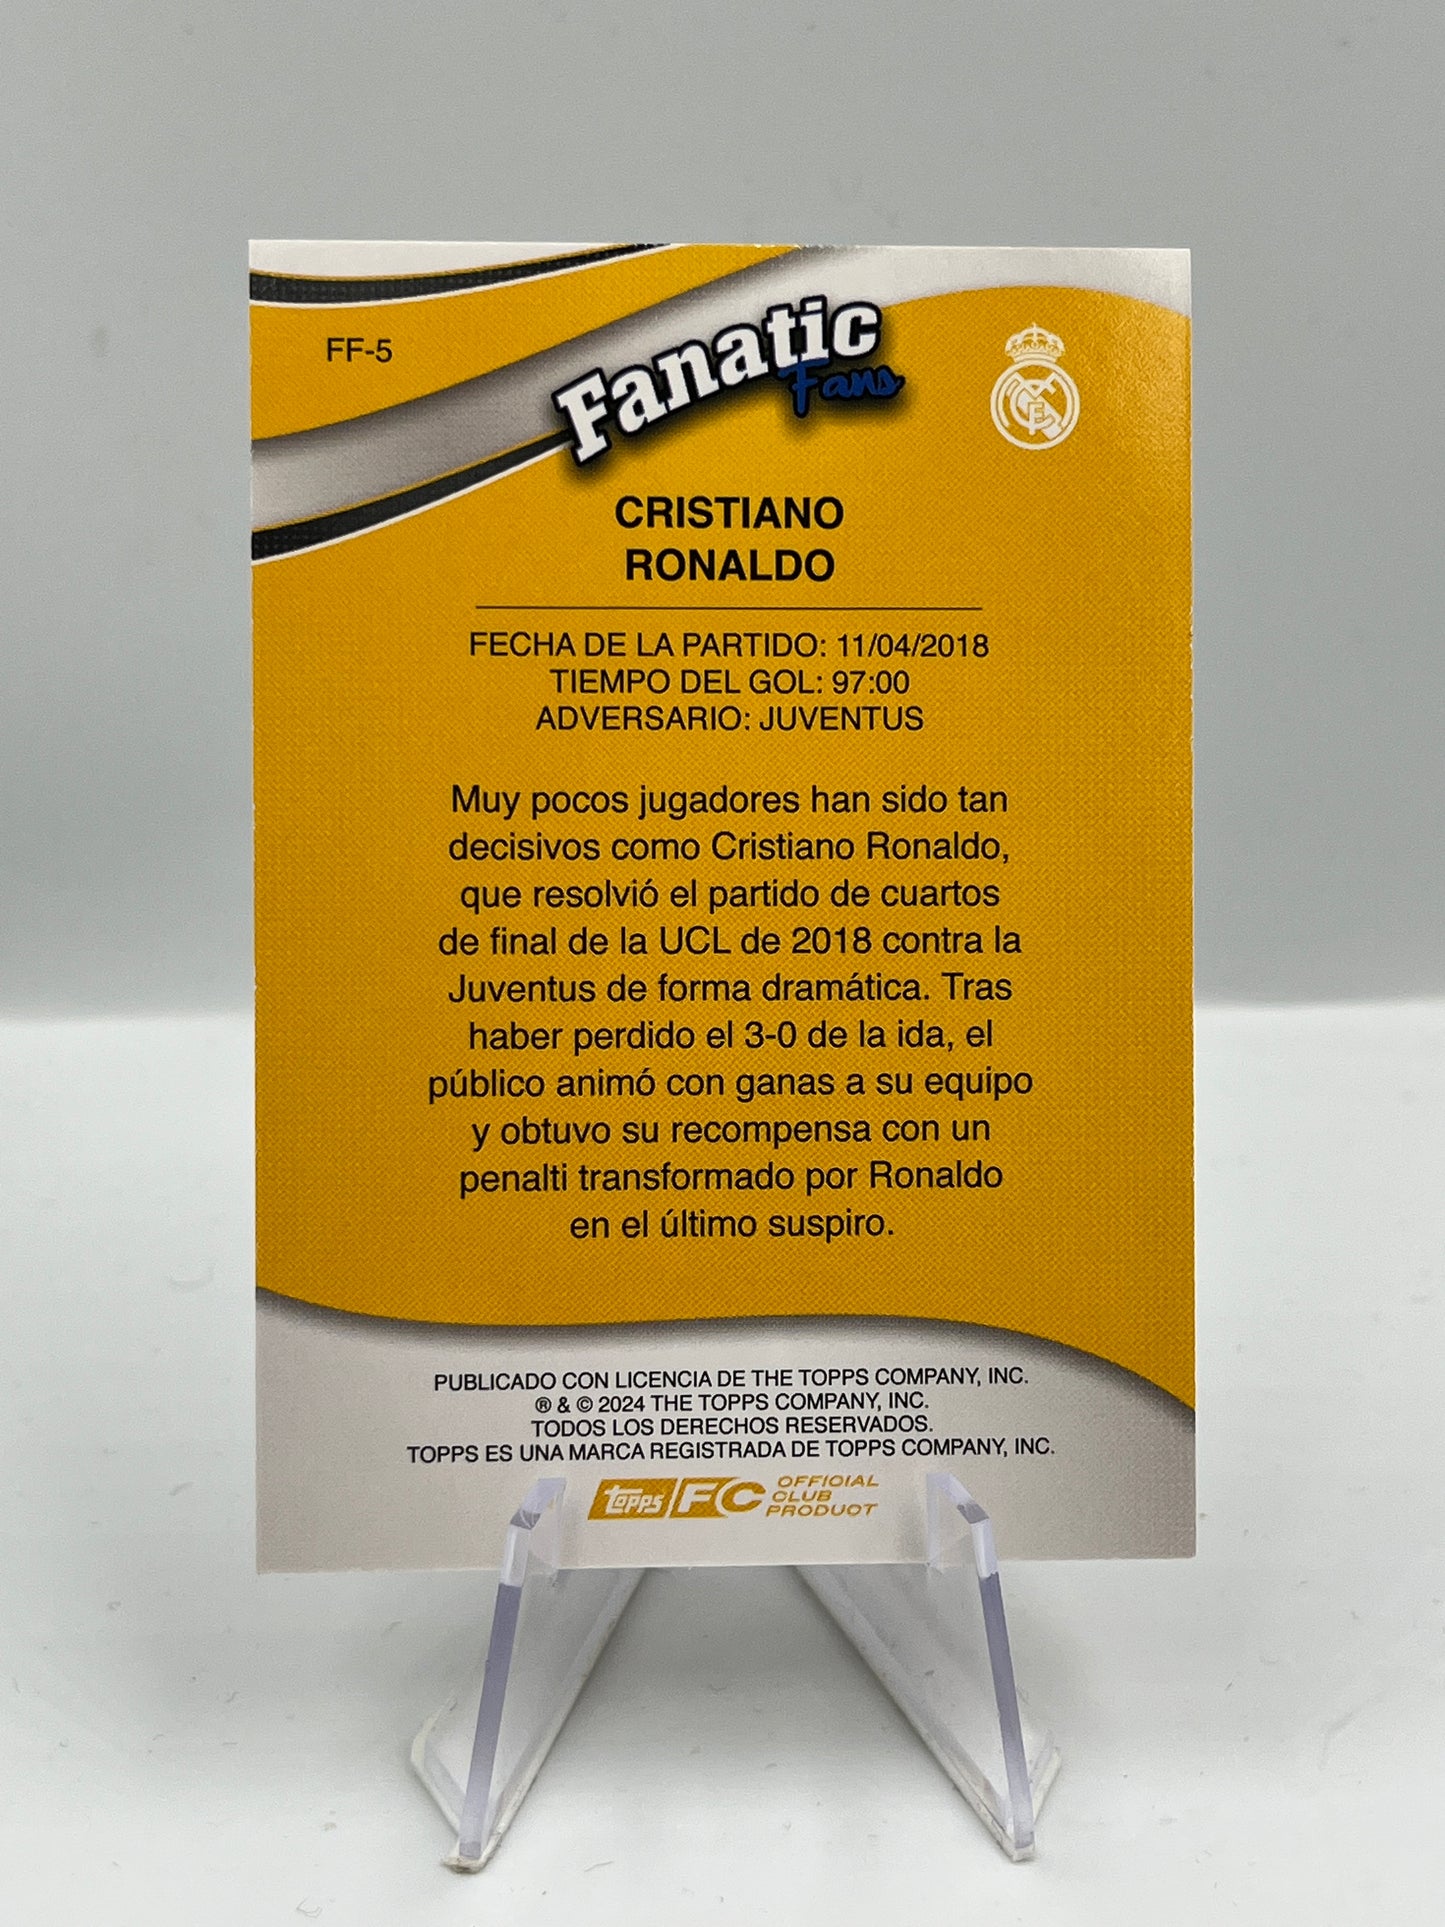 FF-5
Fanatic
Fans
CRISTIANO
RONALDO
FECHA DE LA PARTIDO: 11/04/2018
TIEMPO DEL GOL: 97:00
ADVERSARIO: JUVENTUS
Muy pocos jugadores han sido tan
decisivos como Cristiano Ronaldo,
que resolvió el partido de cuartos
de final de la UCL de 2018 contra la
Juventus de forma dramática. Tras
haber perdido el 3-0 de la ida, el
público animó con ganas a su equipo
y obtuvo su recompensa con un
penalti transformado por Ronaldo
en el último suspiro.
PUBLICADO CON LICENCIA DE THE TOPPS COMPANY, INC.
® & © 2024 THE TOPPS COMPANY, INC.
TODOS LOS DERECHOS RESERVADOS.
TOPPS ES UNA MARCA REGISTRADA DE TOPPS COMPANY, INC.
topps FC OFFICIAL
CLUB
PRODUCT